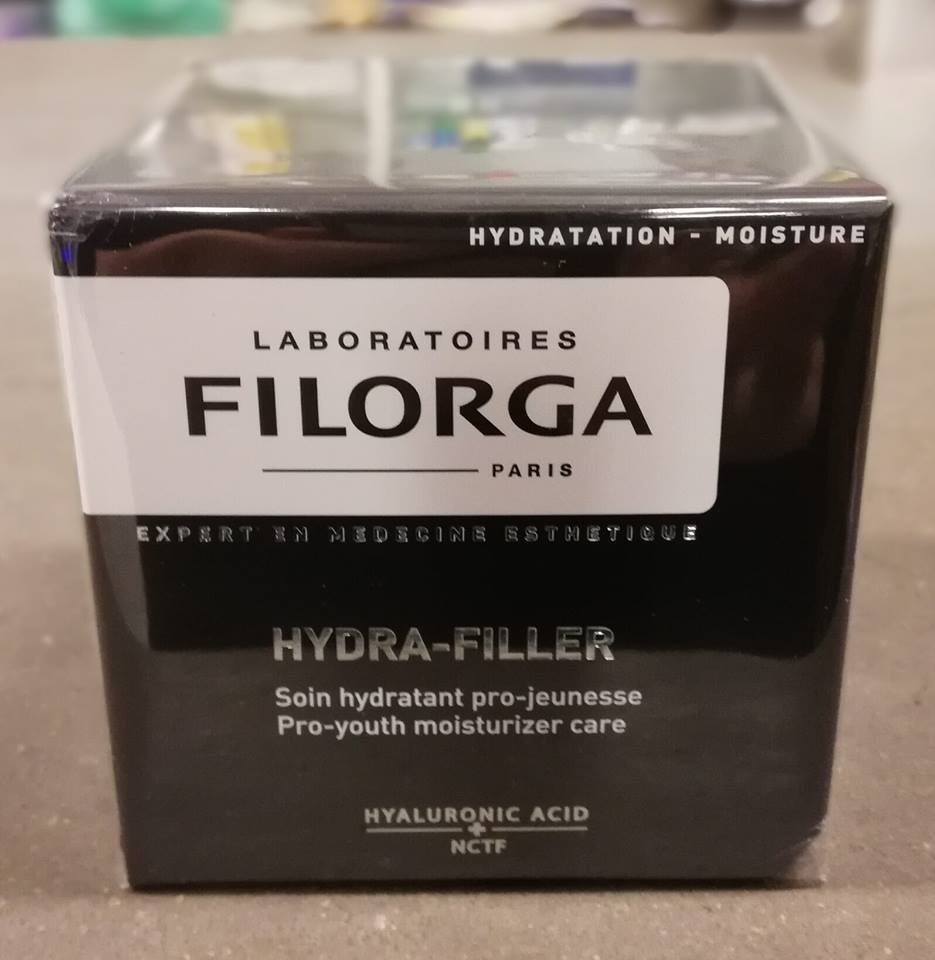 HYDRATATION - MOISTURE
LABORATOIRES
FILORGA
PARIS
EXPERT EN MEDECINE ESTHETIQUE
HYDRA-FILLER
Soin hydratant pro-jeunesse
Pro-youth moisturizer care
HYALURONIC ACID
+
NCTF